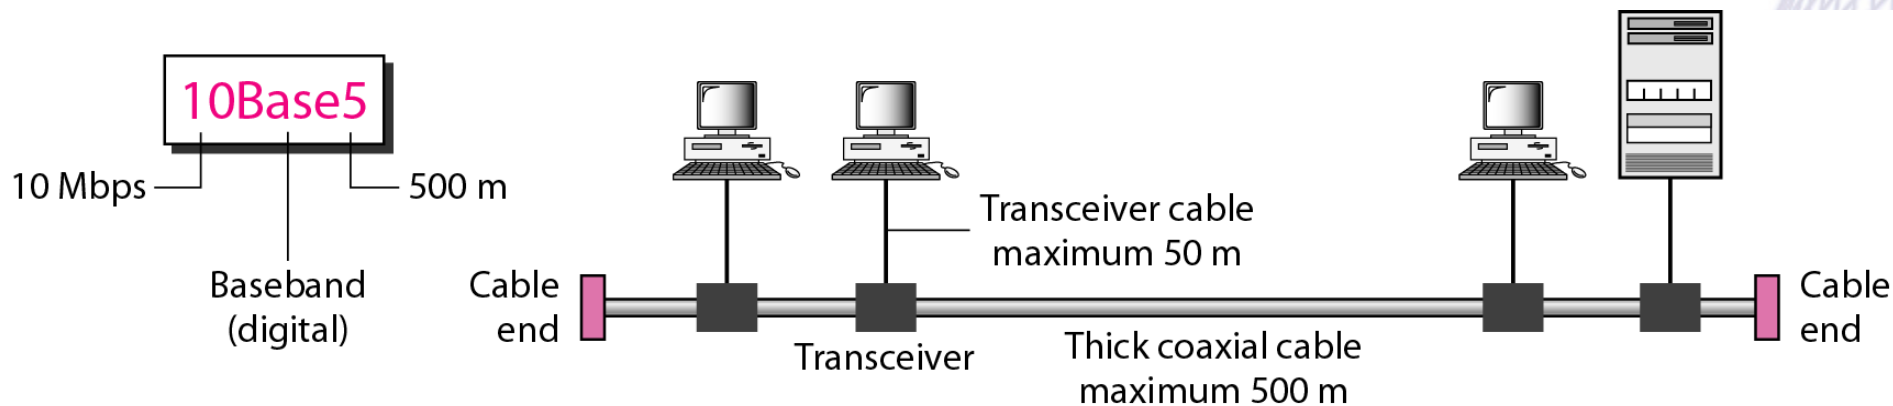 10Base5
10 Mbps
500 m
Baseband
(digital)
Transceiver cable
maximum 50 m
Cable
end
Transceiver
Thick coaxial cable
maximum 500 m
Cable
end